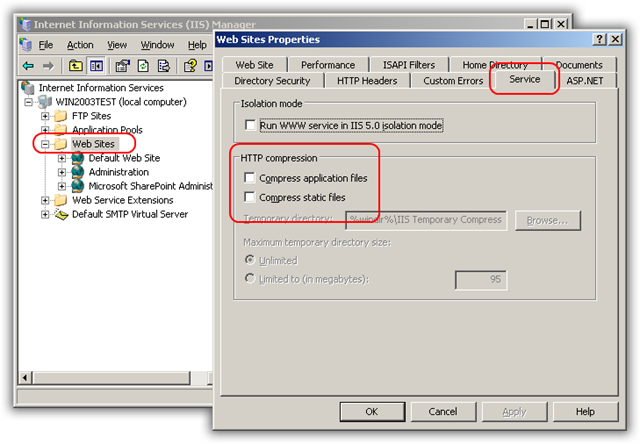 Internet Information Services (IIS) Manager
File Action View Window Help
Internet Information Services
WIN2003TEST (local computer)
FTP Sites
Application Pools
Web Sites
Default Web Site
Administration
Microsoft SharePoint Administ
Web Service Extensions
Default SMTP Virtual Server
Web Sites Properties
Web Site Performance ISAPI Filters Home Directory Documents
Directory Security HTTP Headers Custom Errors Service ASP.NET
Isolation mode
Run WWW service in IIS 5.0 isolation mode
HTTP compression
Compress application files
Compress static files
Temporary directory: %windir%\IIS Temporary Compress Browse...
Maximum temporary directory size:
Unlimited
Limited to (in megabytes): 95
OK Cancel Apply Help